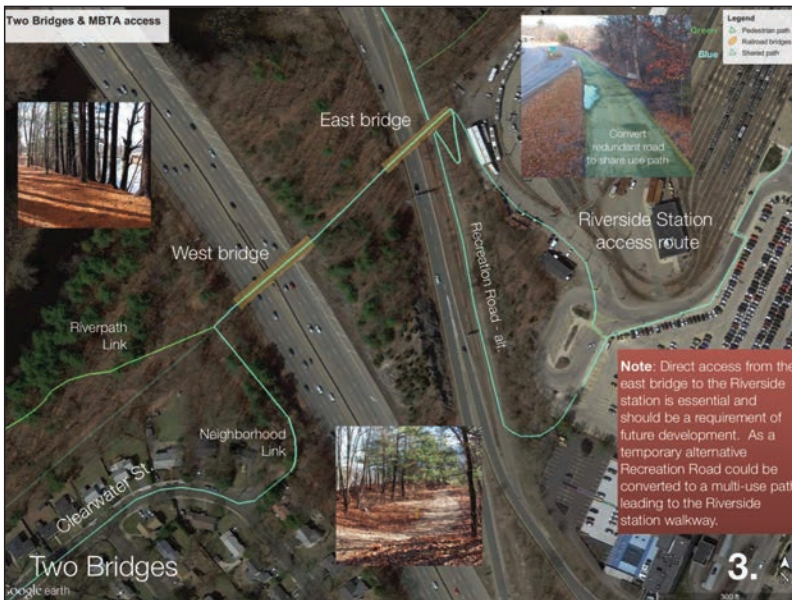 Two Bridges & MBTA access
Green
Blue
Legend
Pedestrian path
Railroad bridges
Shared path
Convert
redundant road
to share use path
East bridge
West bridge
Riverside Station
access route
Recreation Road - alt.
Riverpath
Link
Neighborhood
Link
Clearwater St.
Note: Direct access from the
east bridge to the Riverside
station is essential and
should be a requirement of
future development. As a
temporary alternative
Recreation Road could be
converted to a multi-use path
leading to the Riverside
station walkway.
Two Bridges
Google earth
3.
300 ft